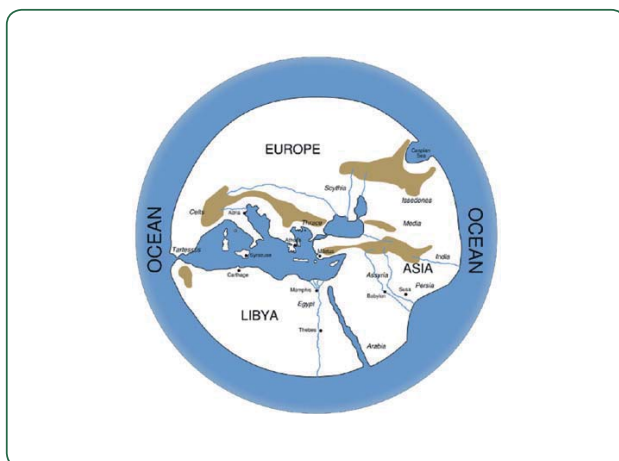 EUROPE
Caspian
Sea
Scythia
Issedones
Celts
Adria
Thrace
Media
OCEAN
OCEAN
Athens
Tartessus
Miletus
India
Syracuse
Assyria
ASIA
Carthage
Persia
Susa
Memphis
Babylon
Egypt
LIBYA
Thebes
Arabia